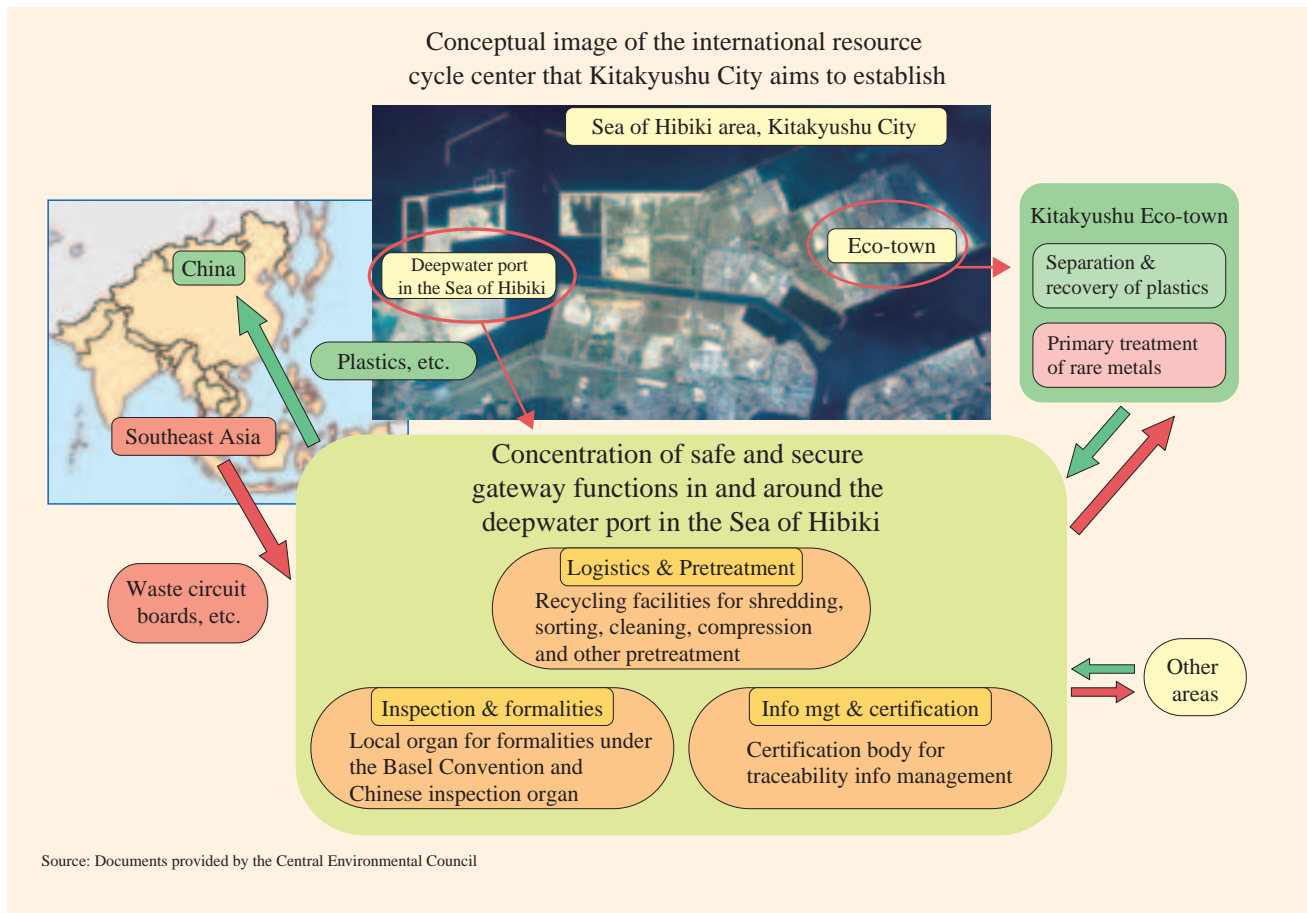 Conceptual image of the international resource
cycle center that Kitakyushu City aims to establish
Sea of Hibiki area, Kitakyushu City
China
Deepwater port
in the Sea of Hibiki
Eco-town
Kitakyushu Eco-town
Separation &
recovery of plastics
Primary treatment
of rare metals
Plastics, etc.
Southeast Asia
Waste circuit
boards, etc.
Concentration of safe and secure
gateway functions in and around the
deepwater port in the Sea of Hibiki
Logistics & Pretreatment
Recycling facilities for shredding,
sorting, cleaning, compression
and other pretreatment
Inspection & formalities
Local organ for formalities under
the Basel Convention and
Chinese inspection organ
Info mgt & certification
Certification body for
traceability info management
Other
areas
Source: Documents provided by the Central Environmental Council